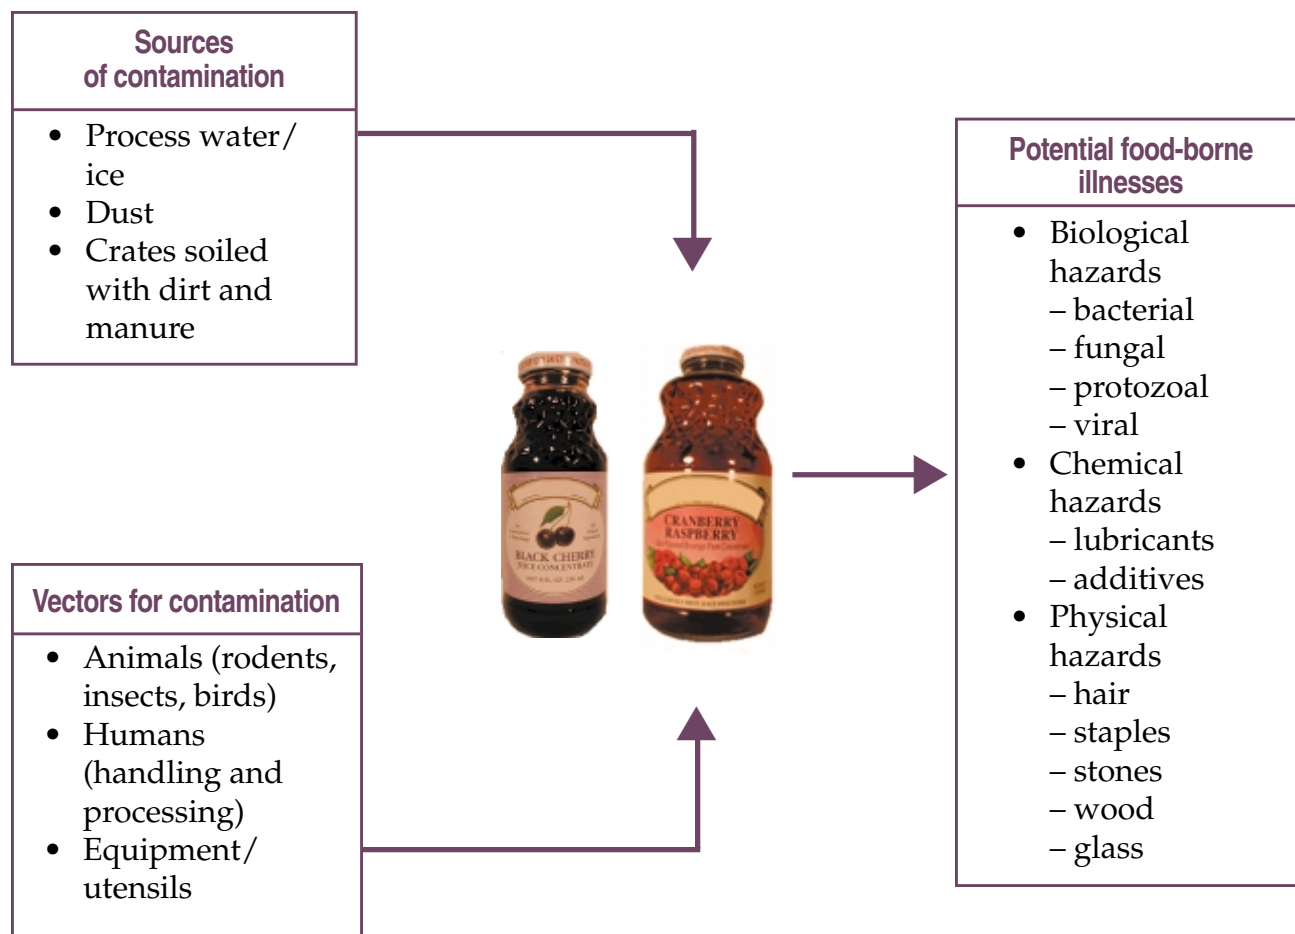 Sources
of contamination
• Process water/
ice
• Dust
• Crates soiled
with dirt and
manure
Vectors for contamination
• Animals (rodents,
insects, birds)
• Humans
(handling and
processing)
• Equipment/
utensils
BLACK CHERRY
JUICE CONCENTRATE
CRANBERRY
RASPBERRY
Potential food-borne
illnesses
• Biological
hazards
– bacterial
– fungal
– protozoal
– viral
• Chemical
hazards
– lubricants
– additives
• Physical
hazards
– hair
– staples
– stones
– wood
– glass